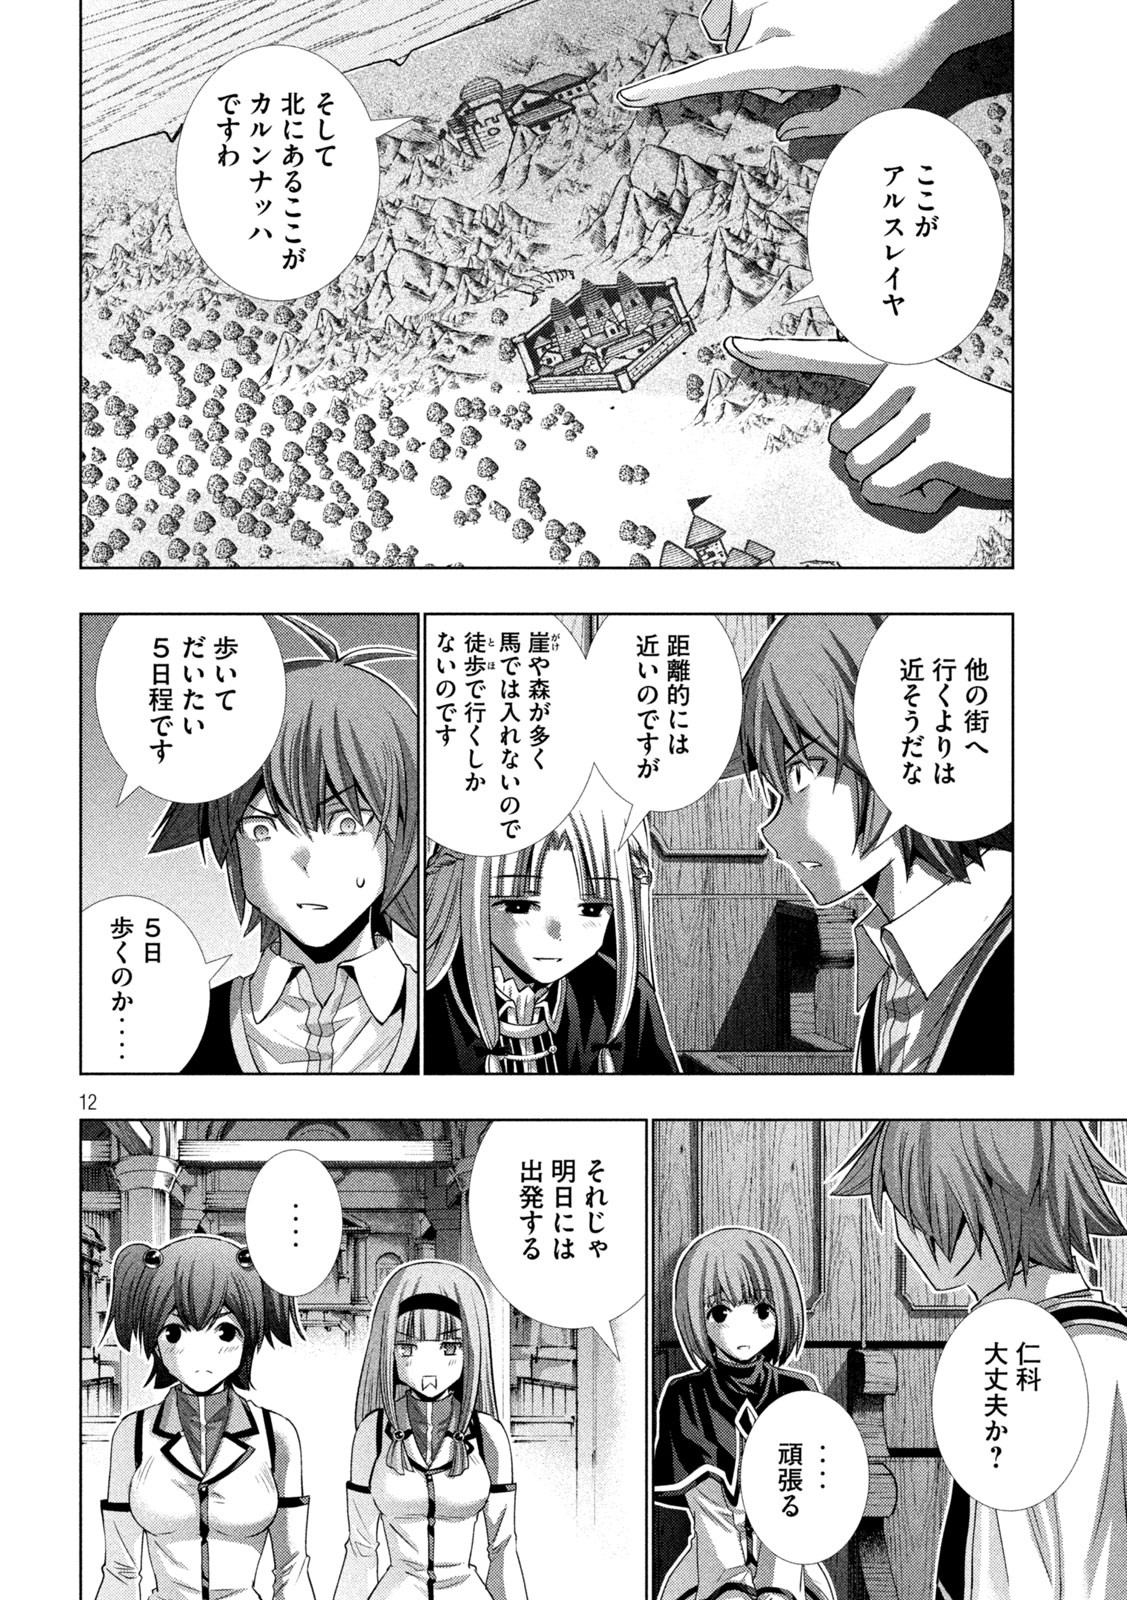 ここが
アルスレイヤ
そして
北にあるここが
カルンナッハ
ですわ
他の街へ
行くよりは
近そうだな
距離的には
近いのですが
崖や森が多く
がけ
馬では入れないので
徒歩で行くしか
とほ
ないのです
歩いて
だいたい
5日程です
5日
歩くのか
‥‥‥
12
仁科
大丈夫か?
‥‥
頑張る
それじゃ
明日には
出発する
‥‥